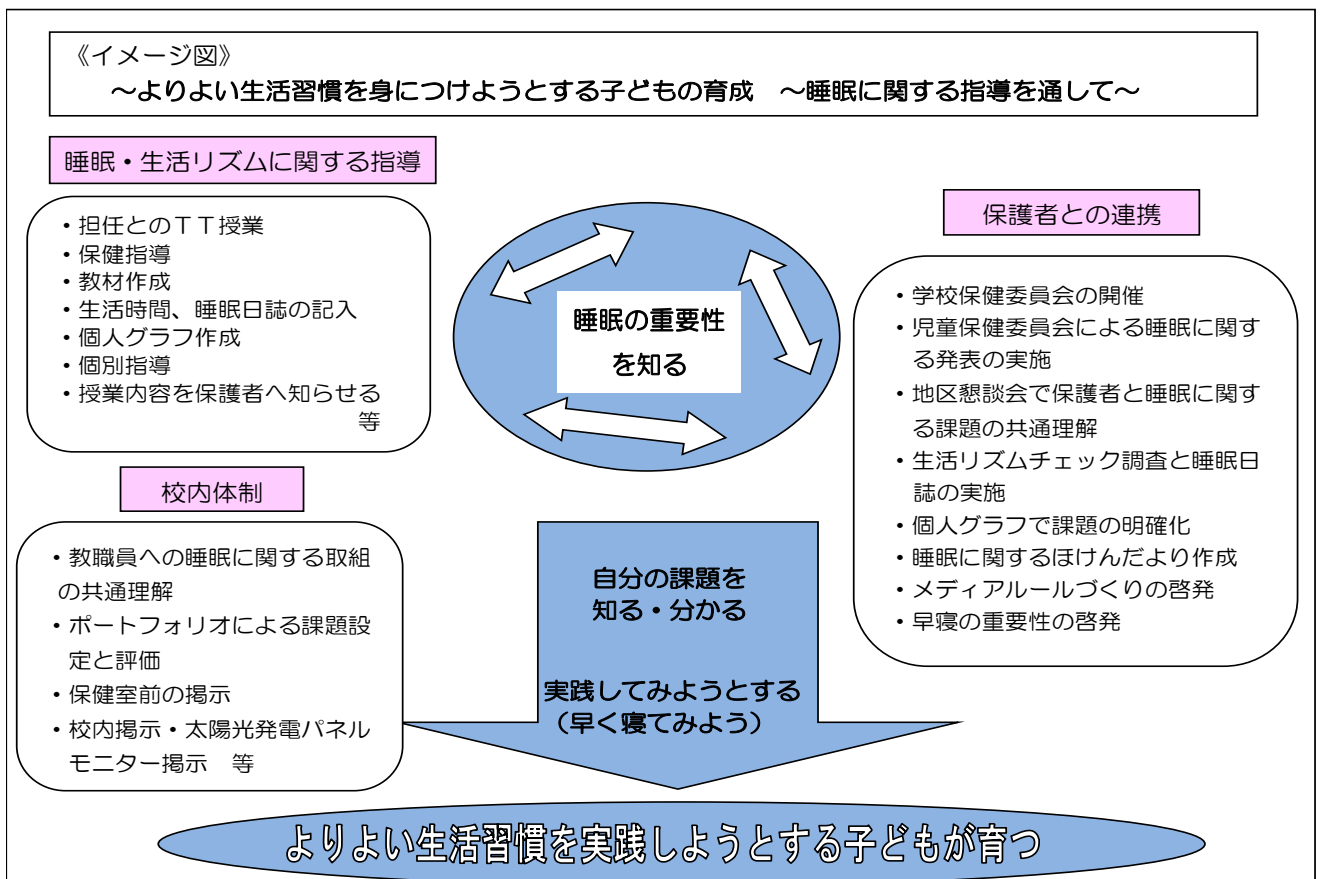 《イメージ図》
～よりよい生活習慣を身につけようとする子どもの育成　～睡眠に関する指導を通して～
睡眠・生活リズムに関する指導
・担任とのＴＴ授業
・保健指導
・教材作成
・生活時間、睡眠日誌の記入
・個人グラフ作成
・個別指導
・授業内容を保護者へ知らせる
等
校内体制
・教職員への睡眠に関する取組
の共通理解
・ポートフォリオによる課題設
定と評価
・保健室前の掲示
・校内掲示・太陽光発電パネル
モニター掲示　等
睡眠の重要性
を知る
保護者との連携
・学校保健委員会の開催
・児童保健委員会による睡眠に関す
る発表の実施
・地区懇談会で保護者と睡眠に関す
る課題の共通理解
・生活リズムチェック調査と睡眠日
誌の実施
・個人グラフで課題の明確化
・睡眠に関するほけんだより作成
・メディアルールづくりの啓発
・早寝の重要性の啓発
自分の課題を
知る・分かる
実践してみようとする
（早く寝てみよう）
よりよい生活習慣を実践しようとする子どもが育つ